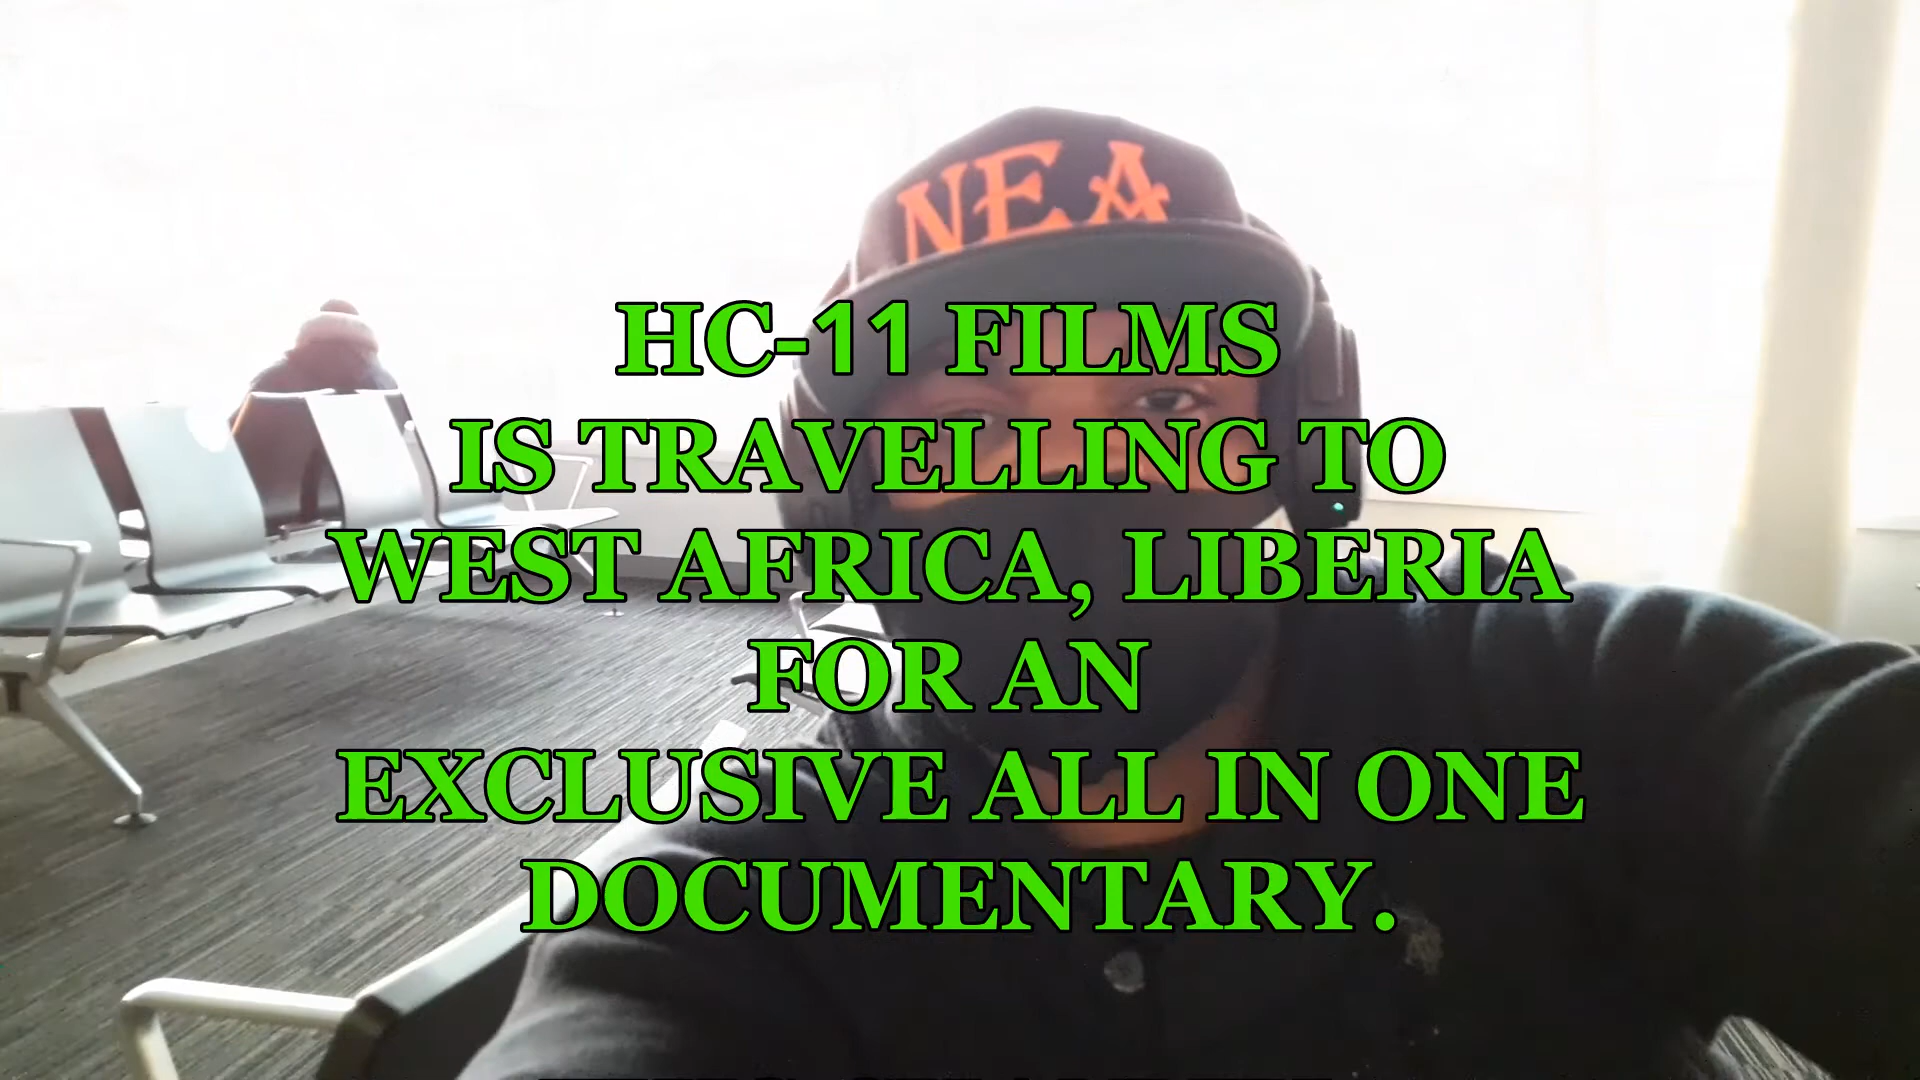 NEA
HC-11 FILMS
IS TRAVELLING TO
WEST AFRICA, LIBERIA
FOR AN
EXCLUSIVE ALL IN ONE
DOCUMENTARY.